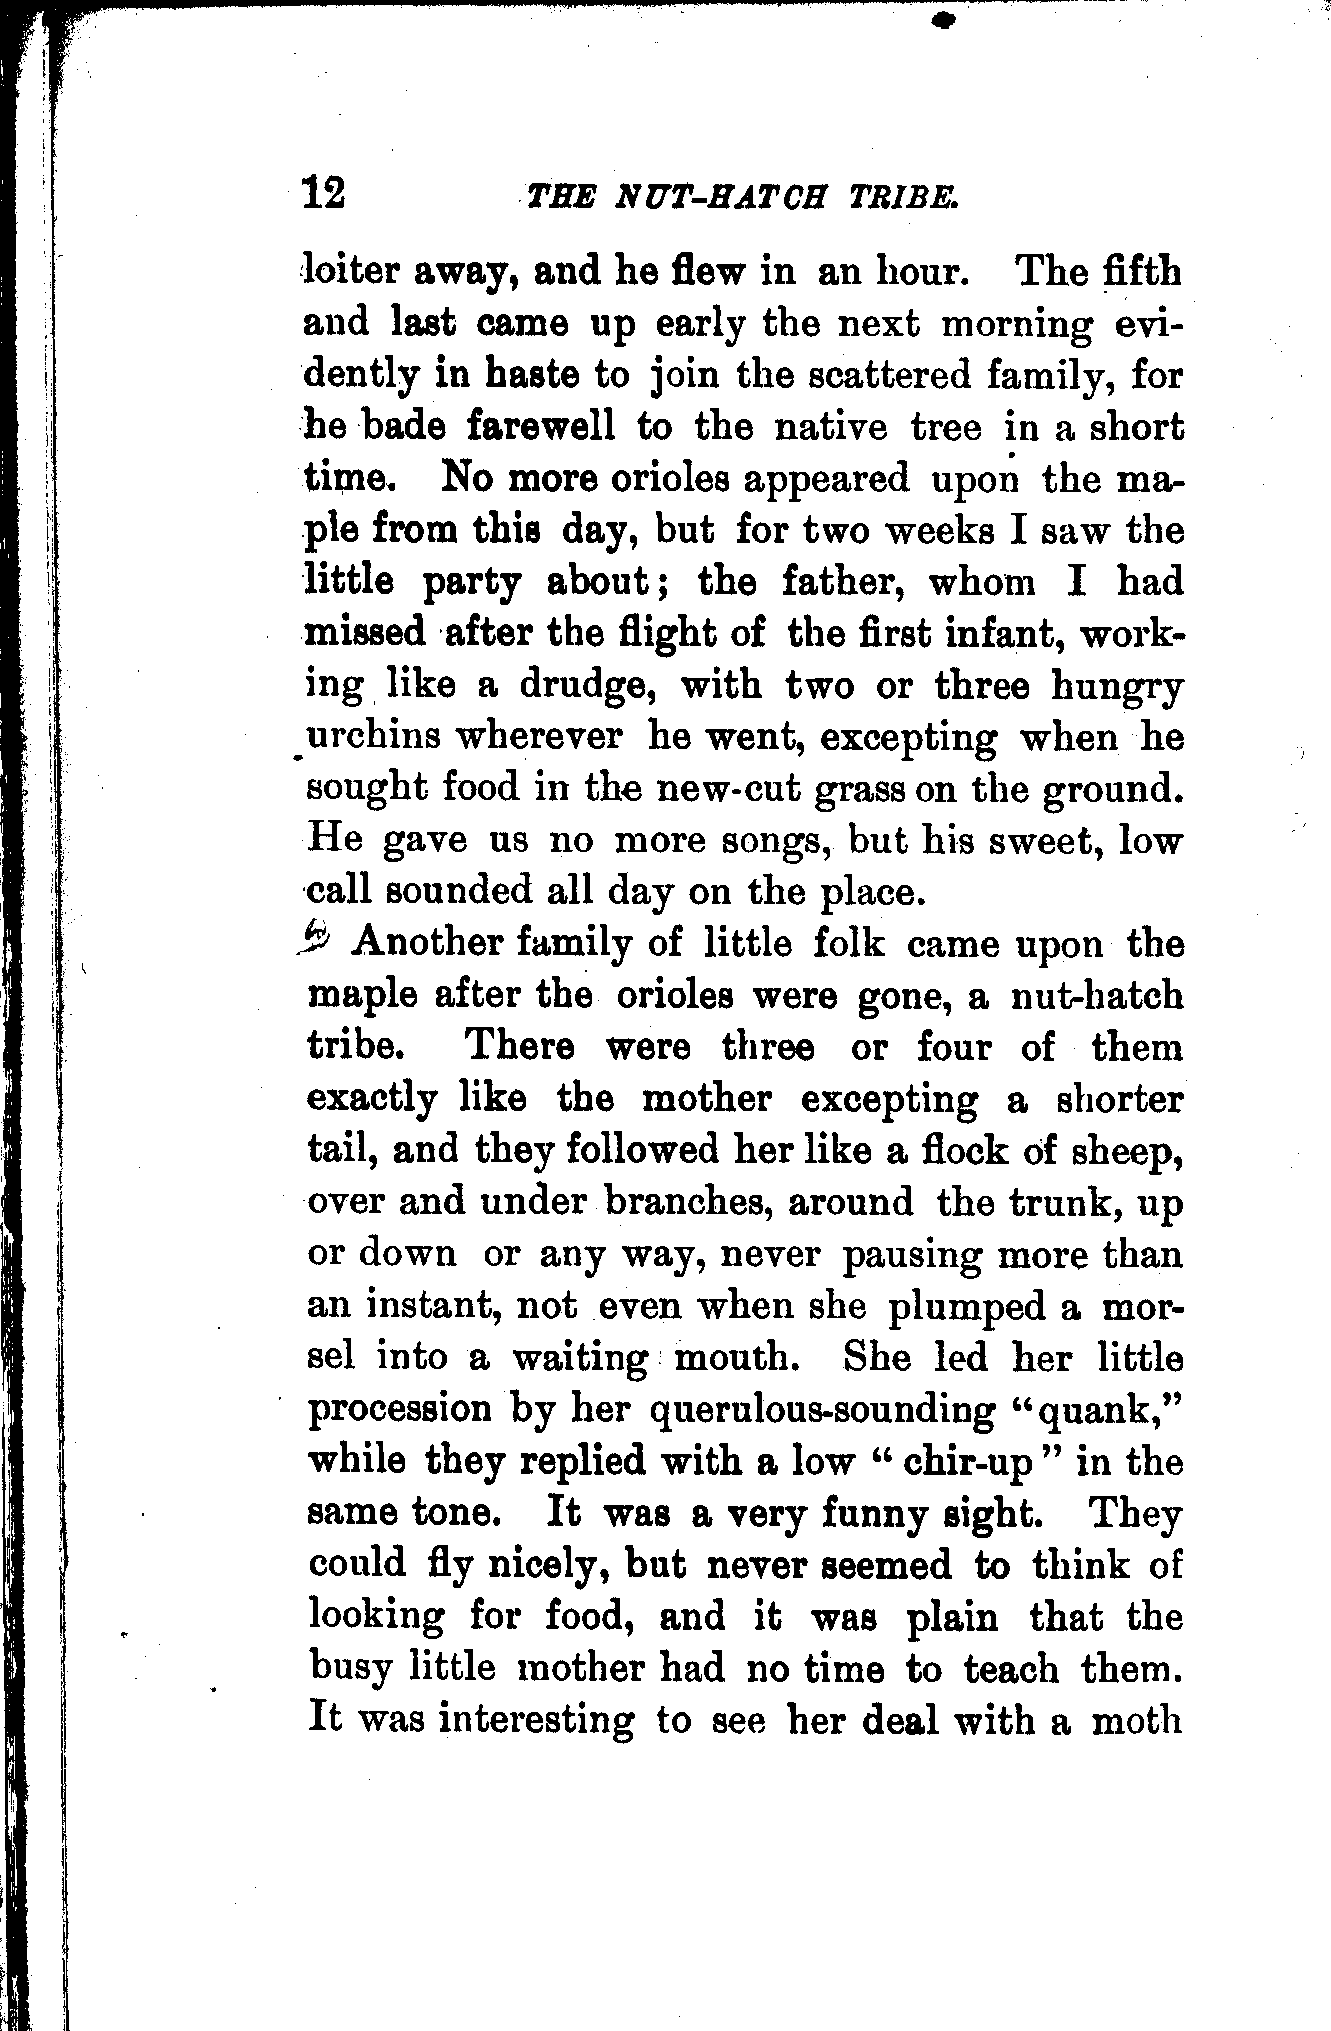 12 THE NUT-HATCH TRIBE.
loiter away, and he flew in an hour. The fifth
and last came up early the next morning evi-
dently in haste to join the scattered family, for
he bade farewell to the native tree in a short
time. No more orioles appeared upon the ma-
ple from this day, but for two weeks I saw the
little party about; the father, whom I had
missed after the flight of the first infant, work-
ing like a drudge, with two or three hungry
urchins wherever he went, excepting when he
sought food in the new-cut grass on the ground.
He gave us no more songs, but his sweet, low
call sounded all day on the place.
Another family of little folk came upon the
maple after the orioles were gone, a nut-hatch
tribe. There were three or four of them
exactly like the mother excepting a shorter
tail, and they followed her like a flock of sheep,
over and under branches, around the trunk, up
or down or any way, never pausing more than
an instant, not even when she plumped a mor-
sel into a waiting mouth. She led her little
procession by her querulous-sounding "quank,"
while they replied with a low " chir-up " in the
same tone. It was a very funny sight. They
could fly nicely, but never seemed to think of
looking for food, and it was plain that the
busy little mother had no time to teach them.
It was interesting to see her deal with a moth